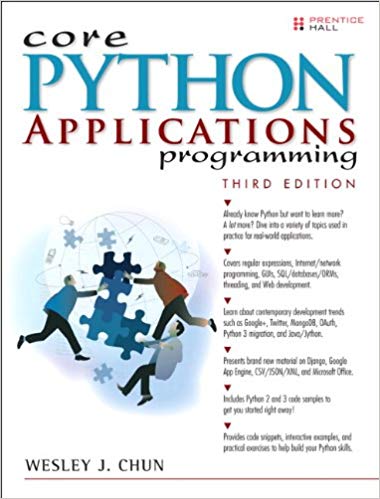 PRENTICE
HALL
core
PYTHON
APPLICATIONS
programming
THIRD EDITION
Already know Python but want to learn more?
A lot more? Dive into a variety of topics used in
practice for real-world applications.
Covers regular expressions, Internet/network
programming, GUIs, SQL/databases/ORMs,
threading, and Web development.
Learn about contemporary development trends
such as Google+, Twitter, MongoDB, OAuth,
Python 3 migration, and Java/Jython.
Presents brand new material on Django, Google
App Engine, CSV/JSON/XML, and Microsoft Office.
Includes Python 2 and 3 code samples to
get you started right away!
Provides code snippets, interactive examples, and
practical exercises to help build your Python skills.
WESLEY J. CHUN